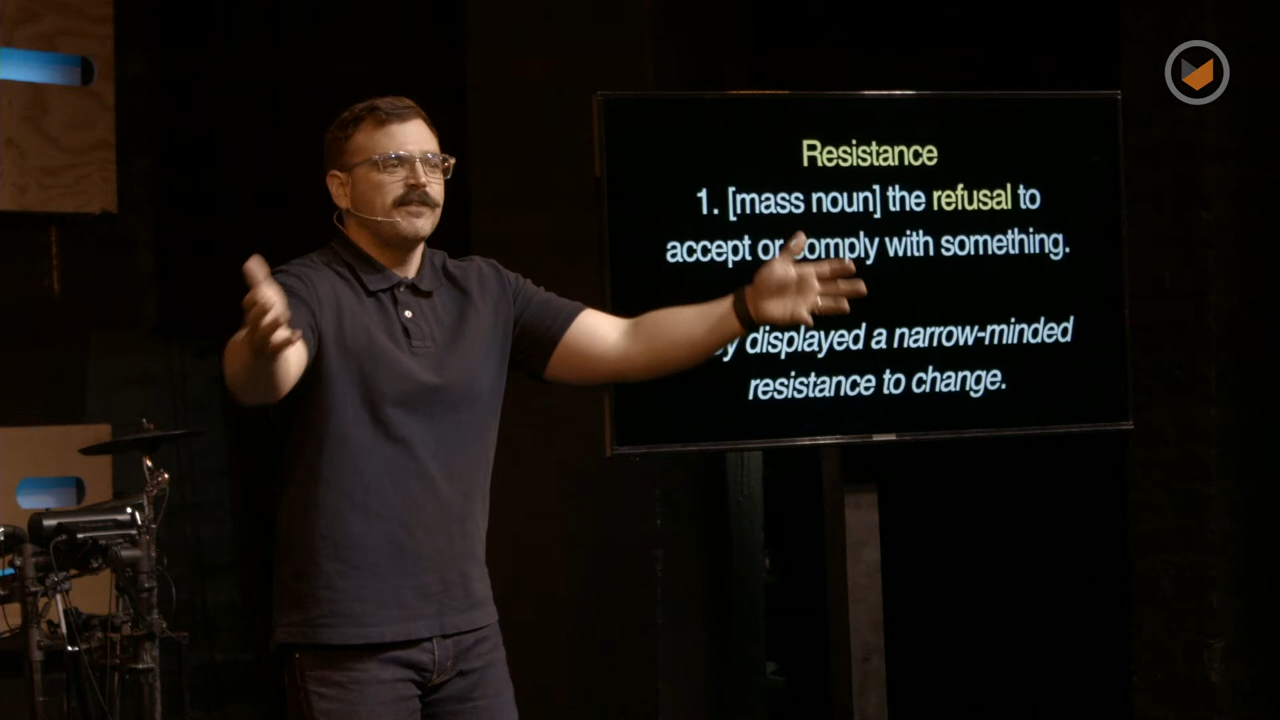 Resistance
1. [mass noun] the refusal to
accept or comply with something.
displayed a narrow-minded
resistance to change.